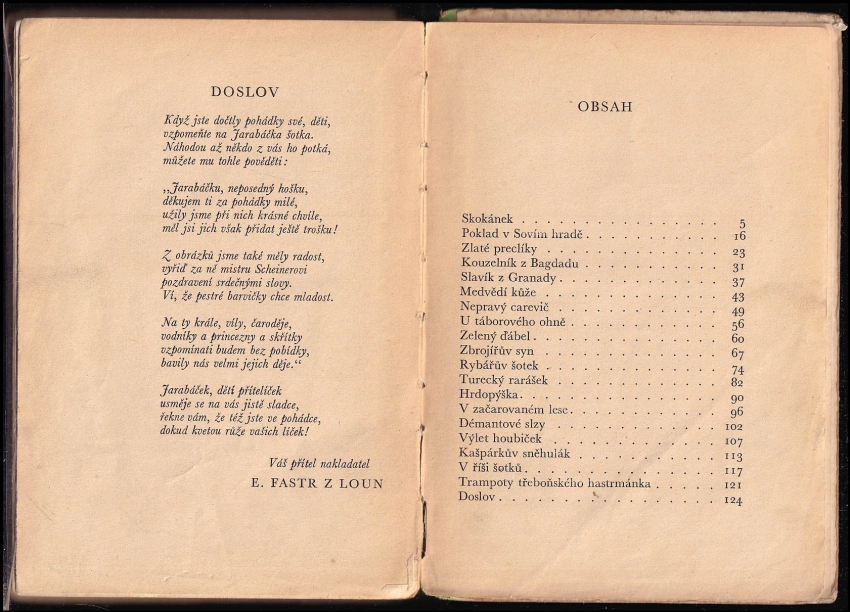 DOSLOV
Když jste dočtly pohádky své, děti,
vzpomeňte na Jarabáčka šotka.
Náhodou až někdo z vás ho potká,
můžete mu tohle pověděti:
„Jarabáčku, neposedný hošku,
děkujem ti za pohádky milé,
užily jsme při nich krásné chvíle,
měl jsi jich však přidat ještě trošku!
Z obrázků jsme také měly radost,
vyřiď za ně mistru Scheinerovi
pozdravení srdečnými slovy.
Ví, že pestré barvičky chce mladost.
Na ty krále, víly, čaroděje,
vodníky a princezny a skřítky
vzpomínati budem bez pobídky,
bavily nás velmi jejich děje.“
Jarabáček, dětí přitelíček
usměje se na vás jistě sladce,
řekne vám, že též jste ve pohádce,
dokud kvetou růže vašich líček!
Váš přítel nakladatel
E. FASTR Z LOUN
OBSAH
Skokánek . . . . . . . . . . . . . . 5
Poklad v Sovím hradě . . . . . . . . . . 16
Zlaté preclíky . . . . . . . . . . . . 23
Kouzelník z Bagdadu . . . . . . . . . . 31
Slavík z Granady . . . . . . . . . . . 37
Medvědí kůže . . . . . . . . . . . . 43
Nepravý carevič . . . . . . . . . . . 49
U táborového ohně . . . . . . . . . . . 56
Zelený ďábel . . . . . . . . . . . . . 60
Zbrojířův syn . . . . . . . . . . . . 67
Rybářův šotek . . . . . . . . . . . . 74
Turecký rarášek . . . . . . . . . . . 82
Hrdopýška . . . . . . . . . . . . . . 90
V začarovaném lese . . . . . . . . . . 96
Démantové slzy . . . . . . . . . . . . 102
Výlet houbiček . . . . . . . . . . . . 107
Kašpárkův sněhulák . . . . . . . . . . 113
V říši šotků . . . . . . . . . . . . . 117
Trampoty třeboňského hastrmánka . . . . . 121
Doslov . . . . . . . . . . . . . . . 124